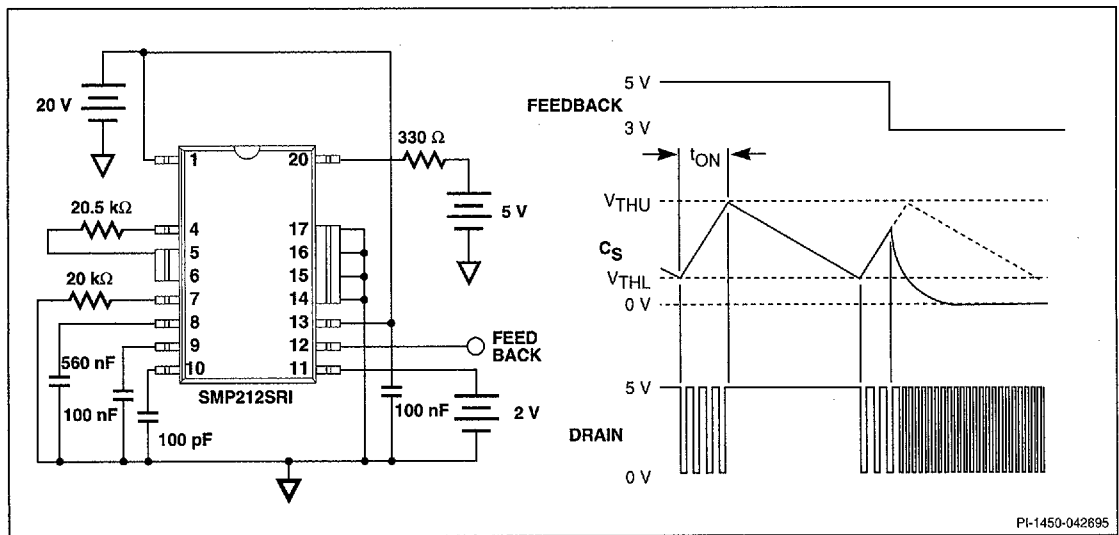 20 V
330 Ω
1
20
5 V
20.5 kΩ
4
17
5
16
6
15
20 kΩ
7
14
8
13
9
12
FEED
BACK
10
11
560 nF
100 nF
100 pF
SMP212SRI
100 nF
2 V
5 V
FEEDBACK
3 V
tON
VTHU
CS
VTHL
0 V
5 V
DRAIN
0 V
PI-1450-042695